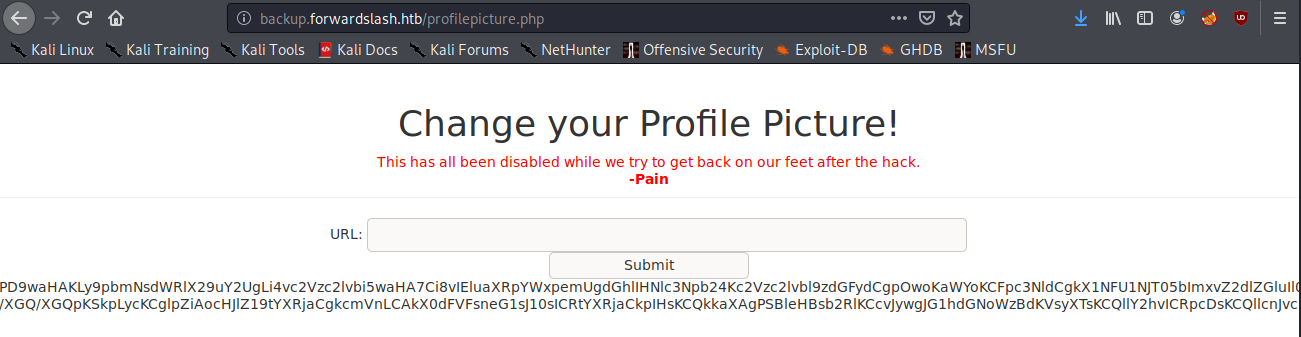 backup.forwardslash.htb/profilepicture.php
Kali Linux Kali Training Kali Tools Kali Docs Kali Forums NetHunter Offensive Security Exploit-DB GHDB MSFU
Change your Profile Picture!
This has all been disabled while we try to get back on our feet after the hack.
-Pain
URL:
Submit
PD9waHAKLy9pbmNsdWRlX29uY2UgLi4vc2Vzc2lvbi5waHA7Ci8vIEluaXRpYWxpemUgdGhlIHNlc3Npb24Kc2Vzc2lvbl9zdGFydCgpOwoKaWYoKCFpc3NldCgkX1NFU1NJT05bImxvZ2dlZGluIl
/XGQ/XGQpKSkpLycKCglpZiAocHJlZ19tYXRjaCgkcmVnLCAkX0dFVFsneG1sJ10sICRtYXRjaCkpIHsKCQkkaXAgPSBleHBsb2RlKCcvJywgJG1hdGNoWzBdKVsyXTsKCQllY2hvICRpcDsKCQllcnJvc